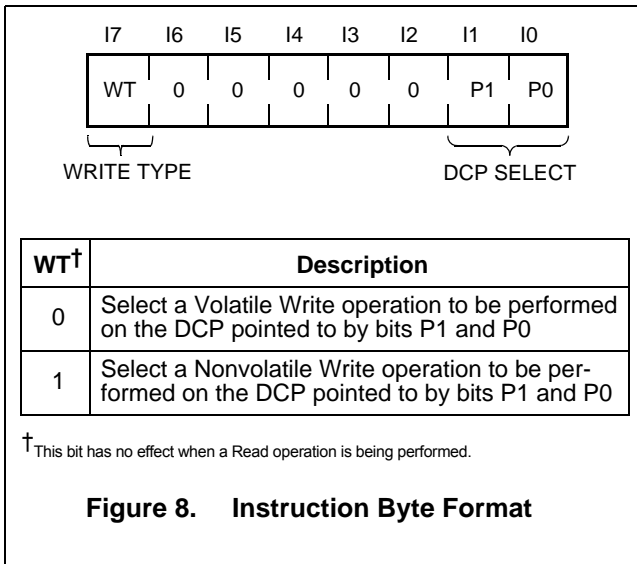 I7 I6 I5 I4 I3 I2 I1 I0
WT 0 0 0 0 0 P1 P0
WRITE TYPE DCP SELECT
WT† Description
0 Select a Volatile Write operation to be performed
on the DCP pointed to by bits P1 and P0
1 Select a Nonvolatile Write operation to be per-
formed on the DCP pointed to by bits P1 and P0
†This bit has no effect when a Read operation is being performed.
Figure 8. Instruction Byte Format